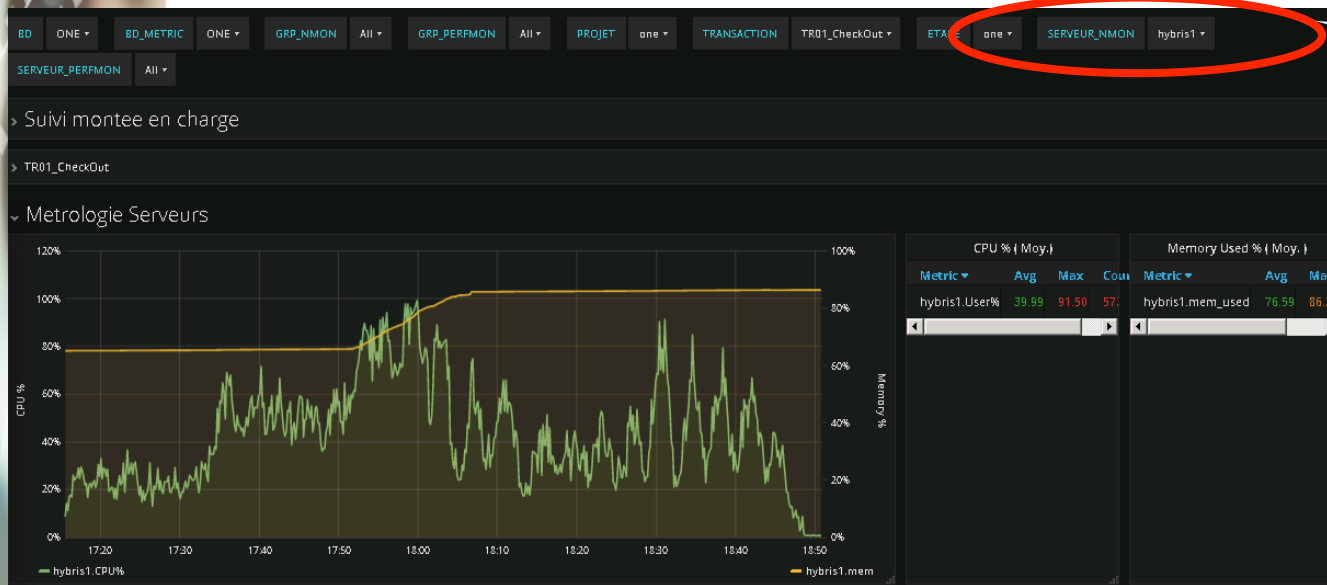 BD ONE BD_METRIC ONE GRP_NMON All GRP_PERFMON All PROJET one TRANSACTION TR01_CheckOut one SERVEUR_NMON hybris1
SERVEUR_PERFMON All
Suivi montee en charge
TR01_CheckOut
Metrologie Serveurs
CPU % ( Moy.)
Memory Used % ( Moy. )
Metric Avg Max
hybris1.User% 39.99 91.50
Metric Avg
hybris1.mem_used 76.59
120%
100%
80%
60%
40%
20%
0%
CPU %
100%
80%
60%
40%
20%
0%
Memory %
17:20 17:30 17:40 17:50 18:00 18:10 18:20 18:30 18:40 18:50
hybris1.CPU% hybris1.mem